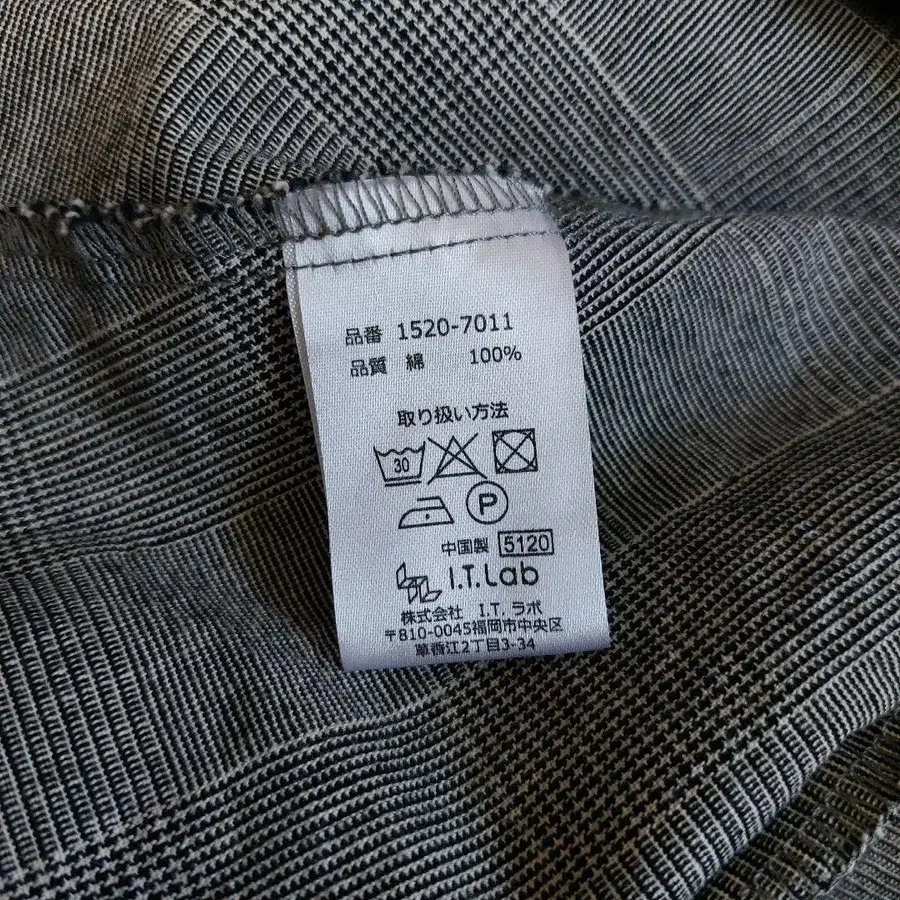 品番 1520-7011
品質 綿 100%
取り扱い方法
30
P
中国製 5120
I.T.Lab
株式会社 I.T. ラボ
〒810-0045福岡市中央区
草香江2丁目3-34